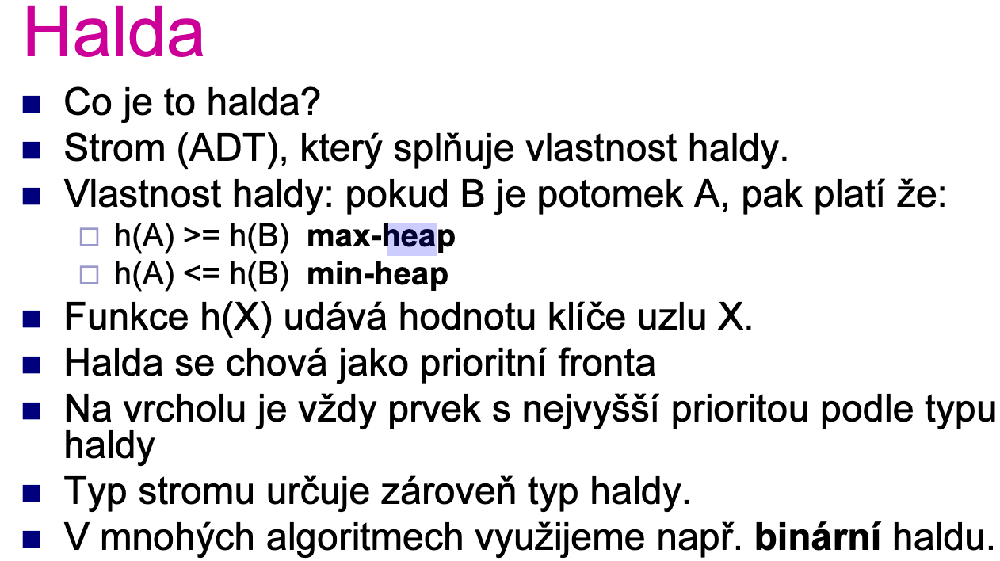 Halda
Co je to halda?
Strom (ADT), který splňuje vlastnost haldy.
Vlastnost haldy: pokud B je potomek A, pak platí že:
h(A) >= h(B) max-heap
h(A) <= h(B) min-heap
Funkce h(X) udává hodnotu klíče uzlu X.
Halda se chová jako prioritní fronta
Na vrcholu je vždy prvek s nejvyšší prioritou podle typu
haldy
Typ stromu určuje zároveň typ haldy.
V mnohých algoritmech využijeme např. binární haldu.